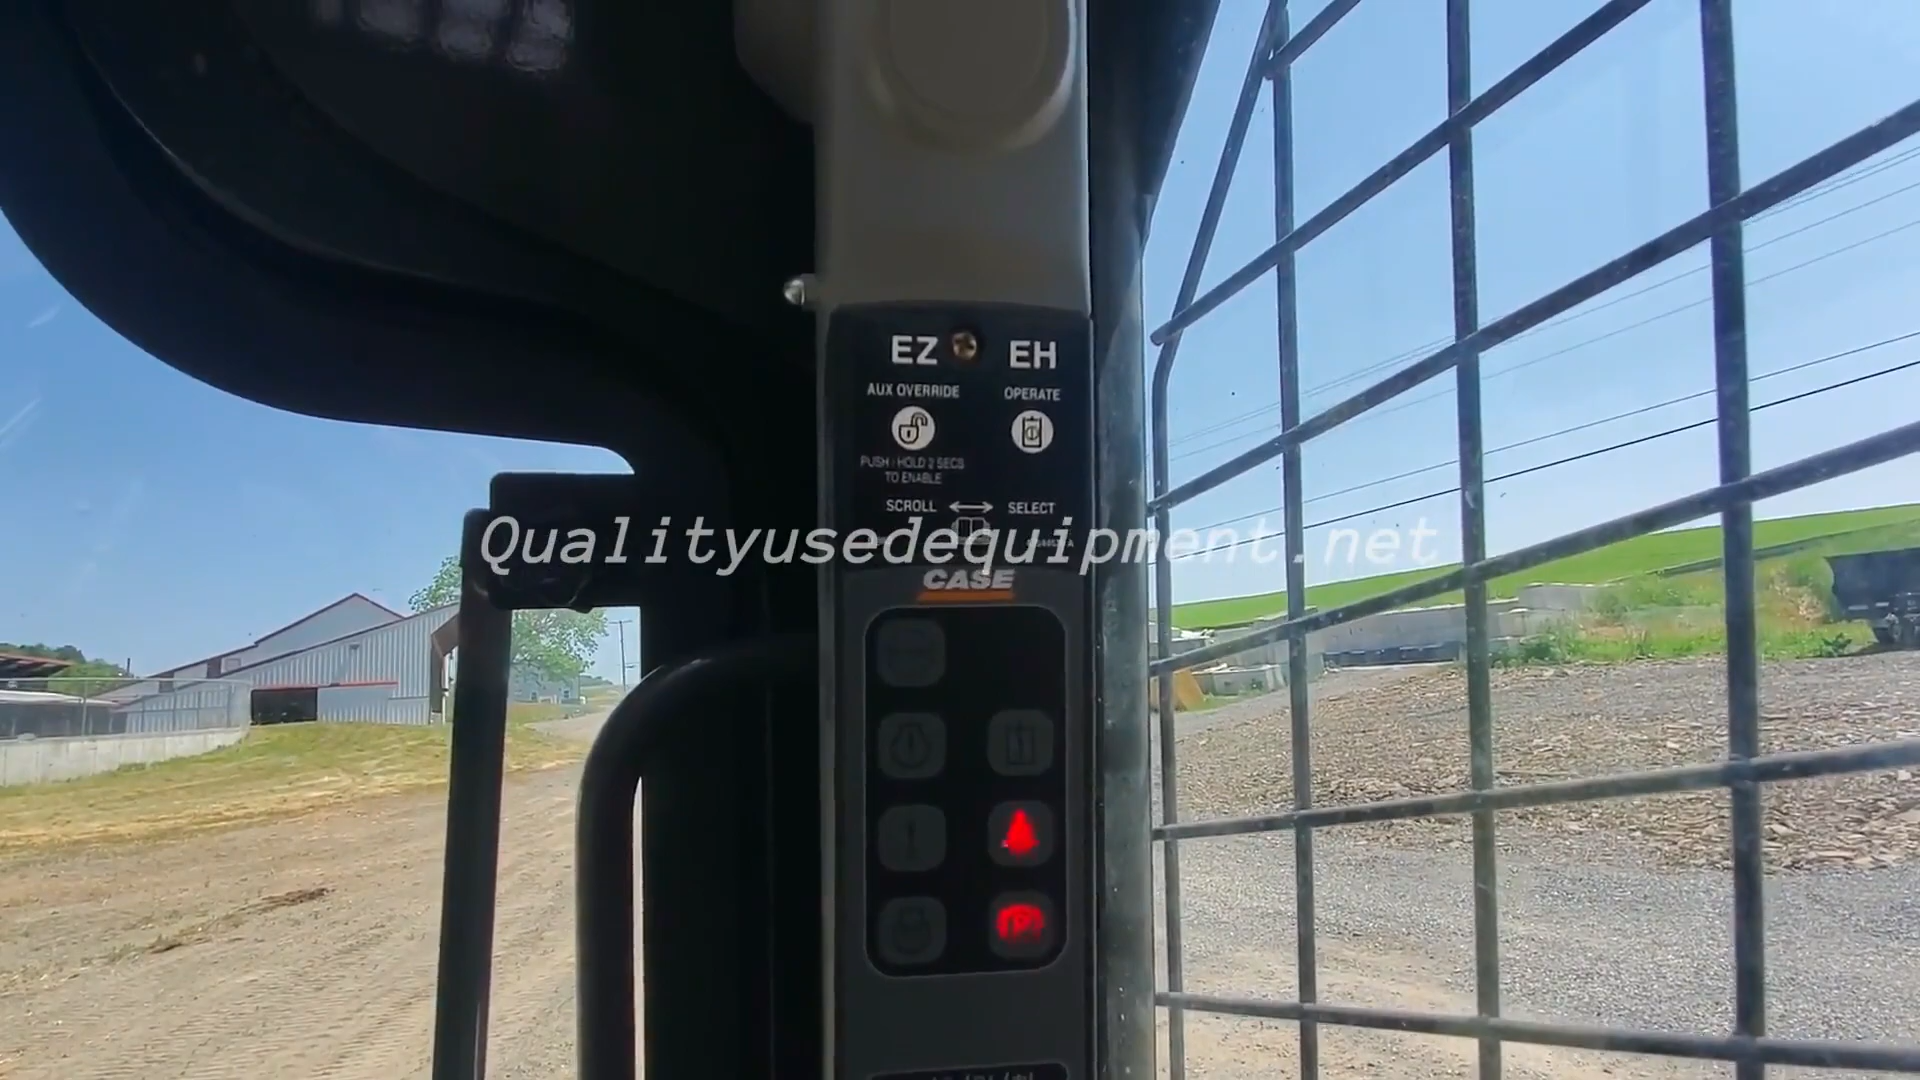 EZ EH
AUX OVERRIDE OPERATE
PUSH / HOLD 2 SECS
TO ENABLE
SCROLL SELECT
Qualityusedequipment.net
CASE